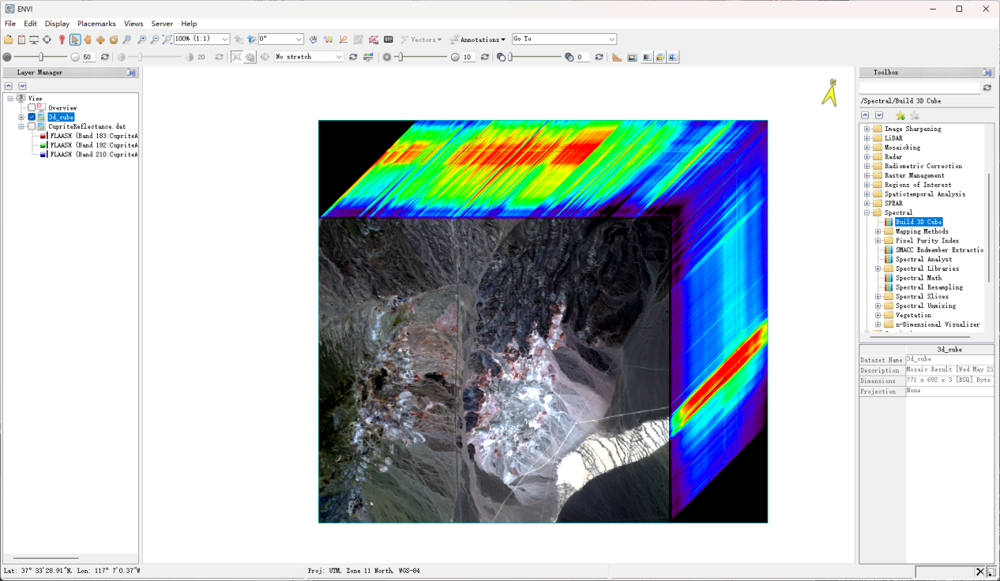 ENVI
File Edit Display Placemarks Views Server Help
100% (1:1) 0° Vectors Annotations Go To
50 20 No stretch 10 0
Layer Manager
View
Overview
3d_cube
CupriteReflectance.dat
FLAASH (Band 183:CupriteA
FLAASH (Band 192:CupriteA
FLAASH (Band 210:CupriteA
N
Toolbox
/Spectral/Build 3D Cube
Image Sharpening
LiDAR
Mosaicking
Radar
Radiometric Correction
Raster Management
Regions of Interest
Spatiotemporal Analysis
SPEAR
Spectral
Build 3D Cube
Mapping Methods
Pixel Purity Index
SMACC Endmember Extractio
Spectral Analyst
Spectral Libraries
Spectral Math
Spectral Resampling
Spectral Slices
Spectral Unmixing
Vegetation
n-Dimensional Visualizer
3d_cube
Dataset Name 3d_cube
Description Mosaic Result [Wed May 21
Dimensions 771 x 692 x 3 [BSQ] Byte
Projection None
Lat: 37° 33'28.91"N, Lon: 117° 7'0.37"W
Proj: UTM, Zone 11 North, WGS-84